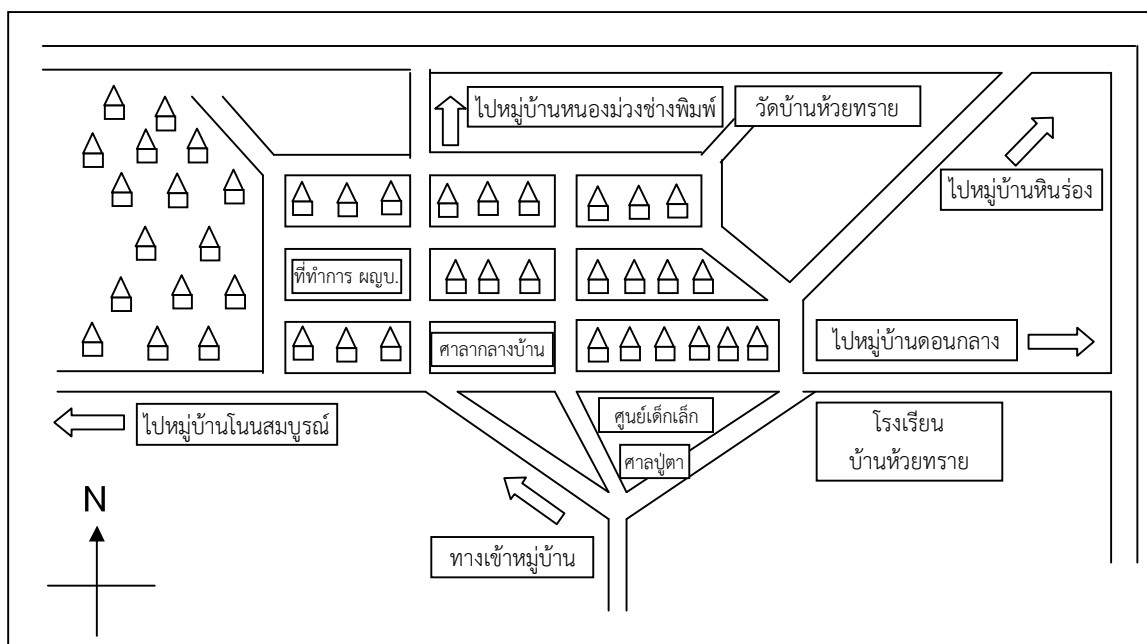 ไปหมู่บ้านหนองม่วงช่างพิมพ์
วัดบ้านห้วยทราย
ไปหมู่บ้านหินร่อง
ที่ทำการ ผญบ.
ศาลากลางบ้าน
ไปหมู่บ้านดอนกลาง
ไปหมู่บ้านโนนสมบูรณ์
ศูนย์เด็กเล็ก
ศาลปู่ตา
โรงเรียน
บ้านห้วยทราย
N
ทางเข้าหมู่บ้าน